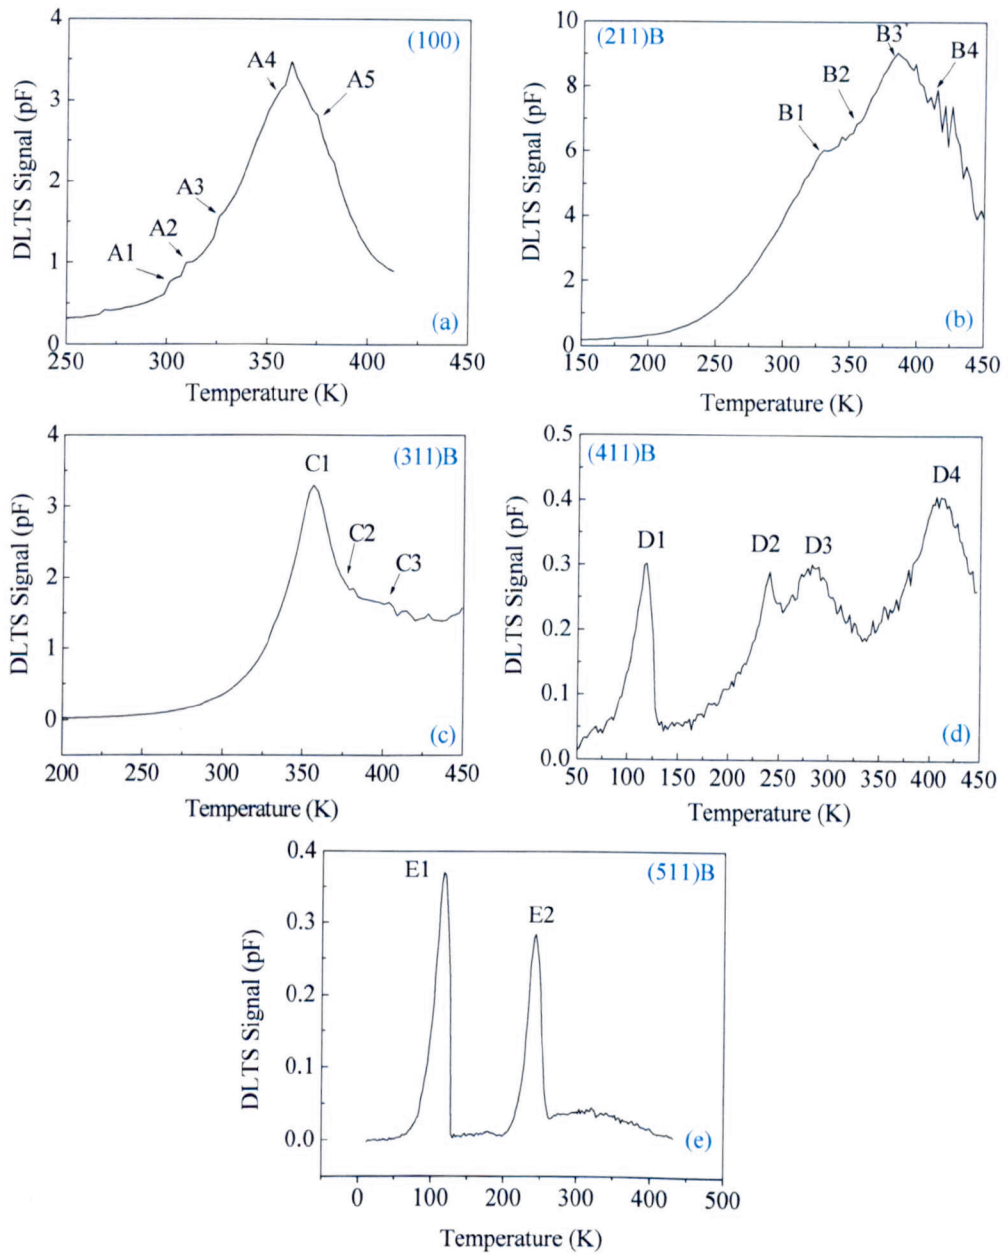 (100)
A4
A5
A3
A2
A1
DLTS Signal (pF)
4
3
2
1
0
250 300 350 400 450
Temperature (K)
(a)
(211)B
B3
B4
B2
B1
DLTS Signal (pF)
10
8
6
4
2
0
150 200 250 300 350 400 450
Temperature (K)
(b)
(311)B
C1
C2
C3
DLTS Signal (pF)
4
3
2
1
0
200 250 300 350 400 450
Temperature (K)
(c)
(411)B
D4
D1
D2
D3
DLTS Signal (pF)
0.5
0.4
0.3
0.2
0.1
0.0
50 100 150 200 250 300 350 400 450
Temperature (K)
(d)
(511)B
E1
E2
DLTS Signal (pF)
0.4
0.3
0.2
0.1
0.0
0 100 200 300 400 500
Temperature (K)
(e)